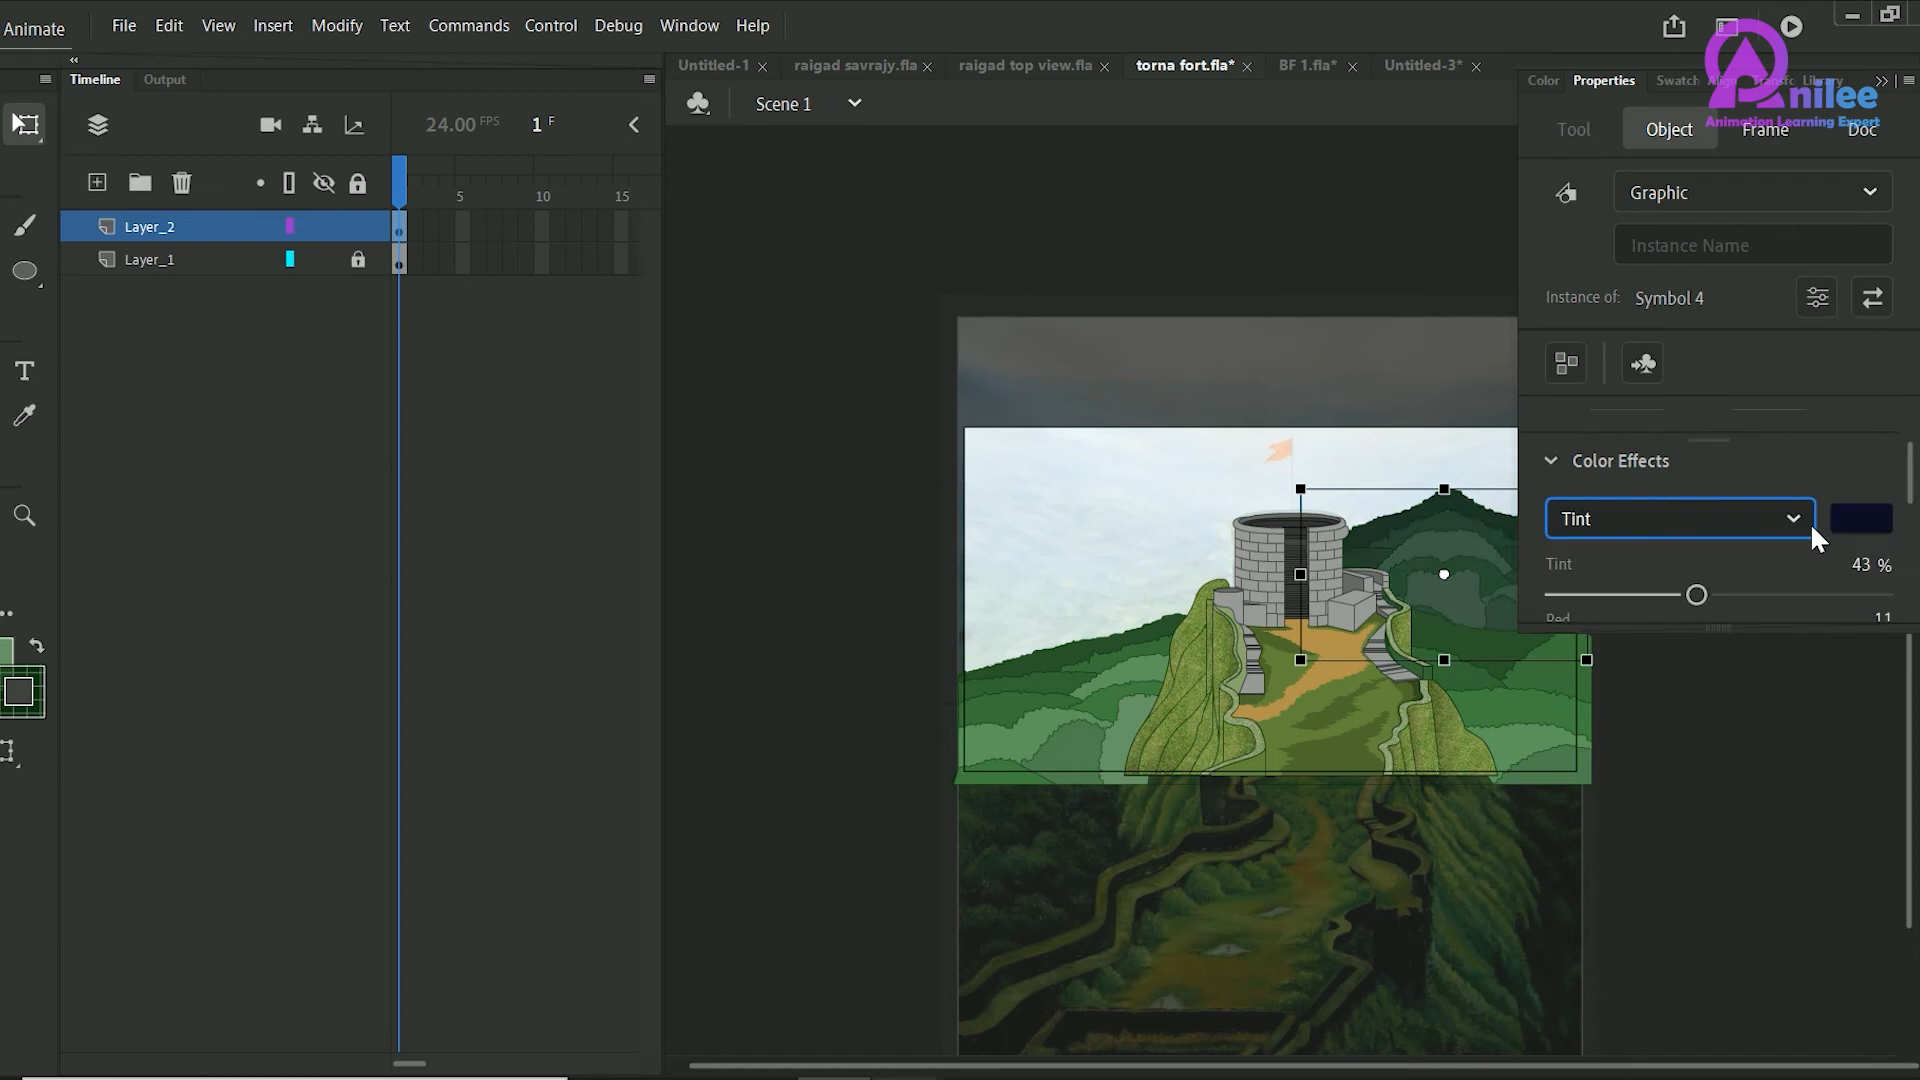 Animate File Edit View Insert Modify Text Commands Control Debug Window Help
Timeline Output
Untitled-1 raigad savrajy.fla raigad top view.fla torna fort.fla* BF 1.fla* Untitled-3*
Color Properties Swatch Align Transfc Library
nilee
Animation Learning Expert
Scene 1
24.00 FPS 1 F
Tool Object Frame Doc
5 10 15
Graphic
Layer_2
Instance Name
Layer_1
Instance of: Symbol 4
Color Effects
Tint
Tint 43 %
Red 11